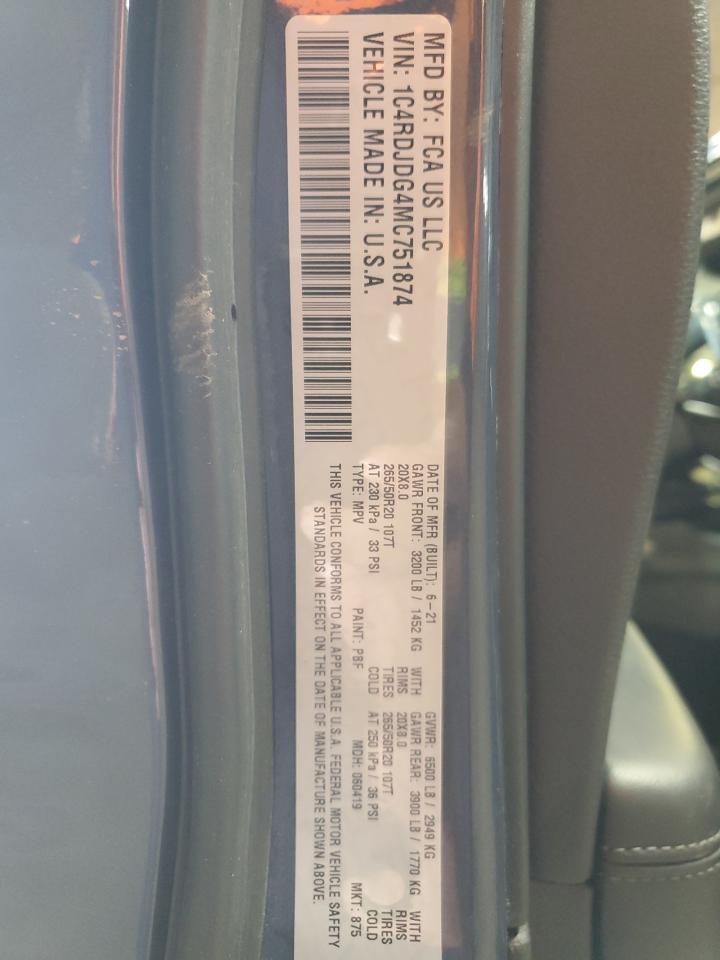 MFD BY: FCA US LLC
VIN: 1C4RDJDG4MC751874
VEHICLE MADE IN: U.S.A.
DATE OF MFR (BUILT): 6-21 GVWR: 6500 LB / 2949 KG
GAWR FRONT: 3200 LB / 1452 KG WITH GAWR REAR: 3900 LB / 1770 KG WITH
20X8.0 RIMS 20X8.0 RIMS
265/50R20 107T TIRES 265/50R20 107T TIRES
AT 230 kPa / 33 PSI COLD AT 250 kPa / 36 PSI COLD
TYPE: MPV PAINT: PBF MDH: 060419 MKT: 875
THIS VEHICLE CONFORMS TO ALL APPLICABLE U.S.A. FEDERAL MOTOR VEHICLE SAFETY
STANDARDS IN EFFECT ON THE DATE OF MANUFACTURE SHOWN ABOVE.